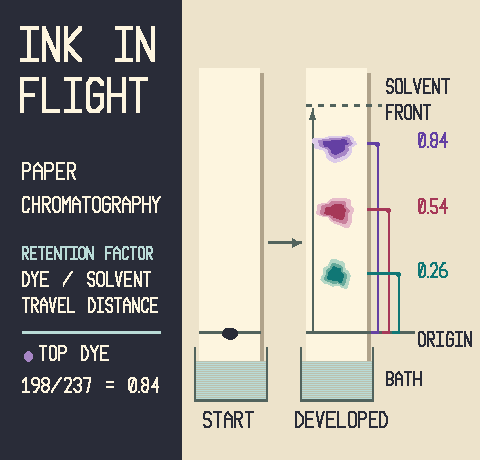 INK IN
FLIGHT
PAPER
CHROMATOGRAPHY
RETENTION FACTOR
DYE / SOLVENT
TRAVEL DISTANCE
TOP DYE
198/237 = 0.84
SOLVENT
FRONT
0.84
0.54
0.26
ORIGIN
BATH
START
DEVELOPED